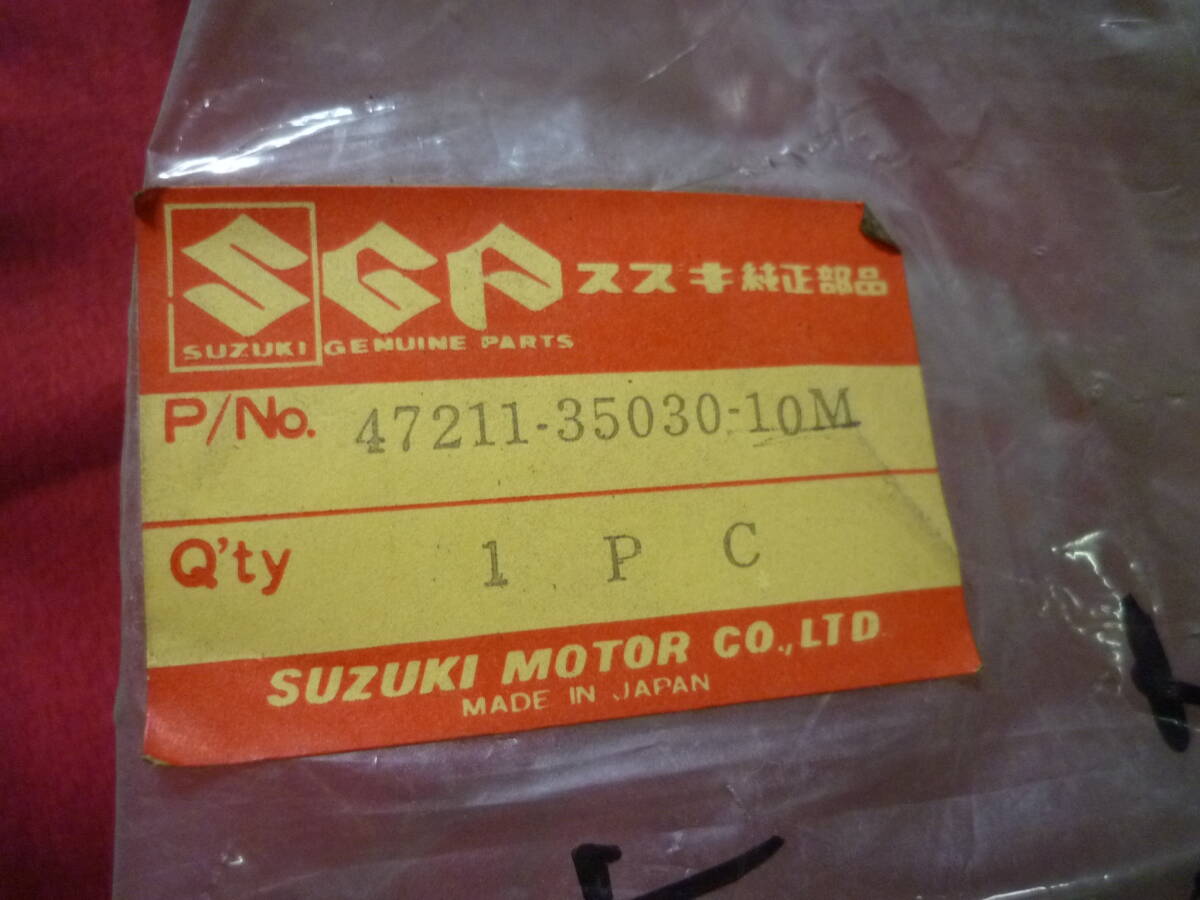 SGP スズキ純正部品
SUZUKI GENUINE PARTS
P/No. 47211-35030-10M
Q'ty 1 P C
SUZUKI MOTOR CO.,LTD.
MADE IN JAPAN